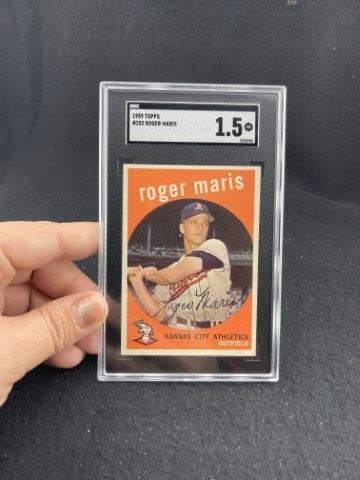 1959 TOPPS
#202 ROGER MARIS
1.5
roger maris
Roger Maris
KANSAS CITY ATHLETICS
OUTFIELD